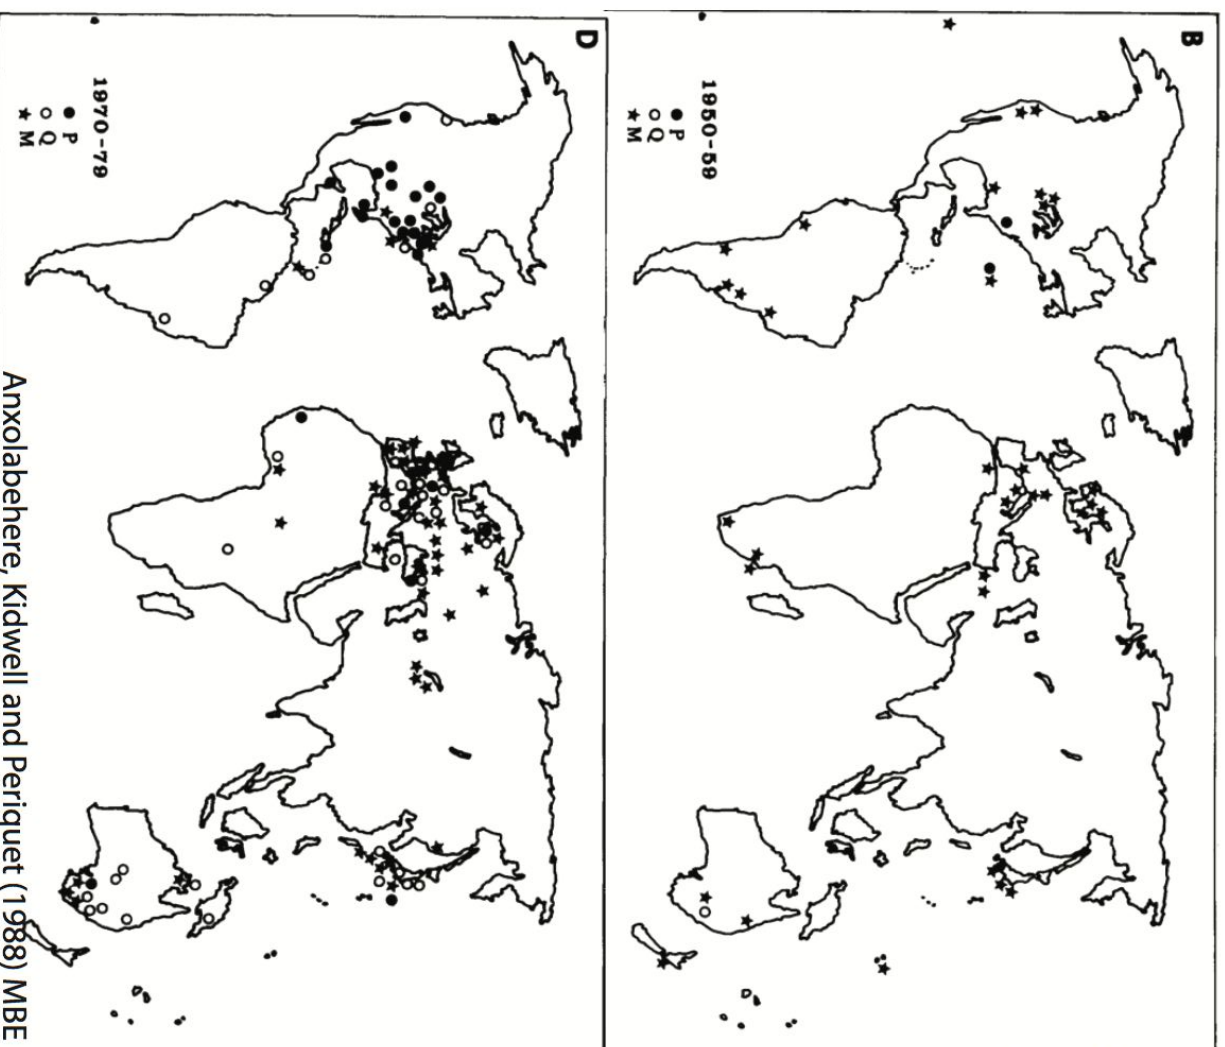 B
1950-59
● P
○ Q
★ M
D
1970-79
● P
○ Q
★ M
Anxolabehere, Kidwell and Periquet (1988) MBE